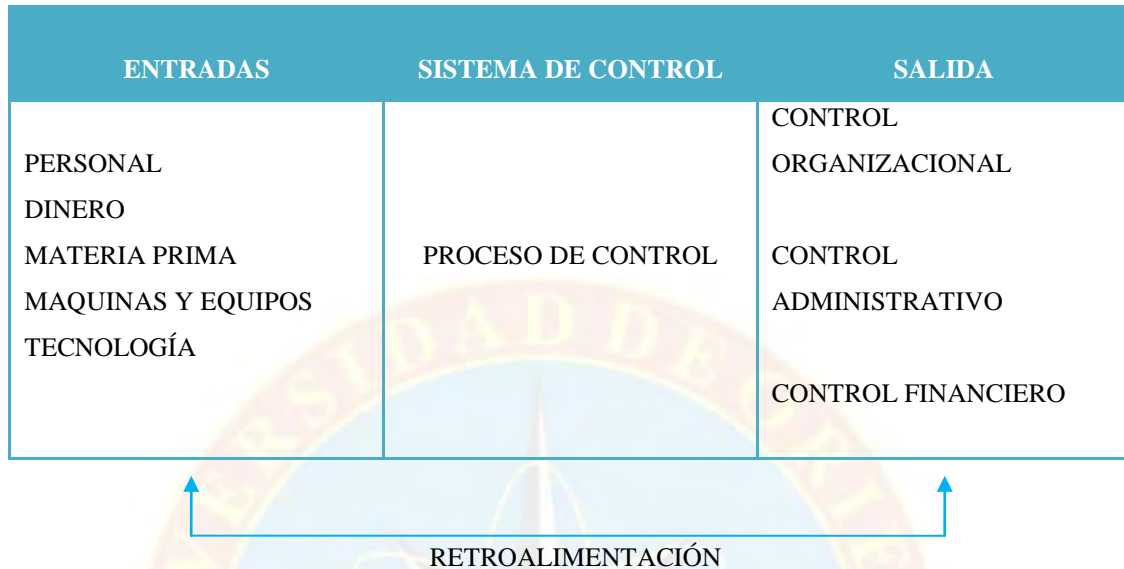 ENTRADAS
SISTEMA DE CONTROL
SALIDA
PERSONAL
DINERO
MATERIA PRIMA
MAQUINAS Y EQUIPOS
TECNOLOGÍA
PROCESO DE CONTROL
CONTROL
ORGANIZACIONAL
CONTROL
ADMINISTRATIVO
CONTROL FINANCIERO
RETROALIMENTACIÓN